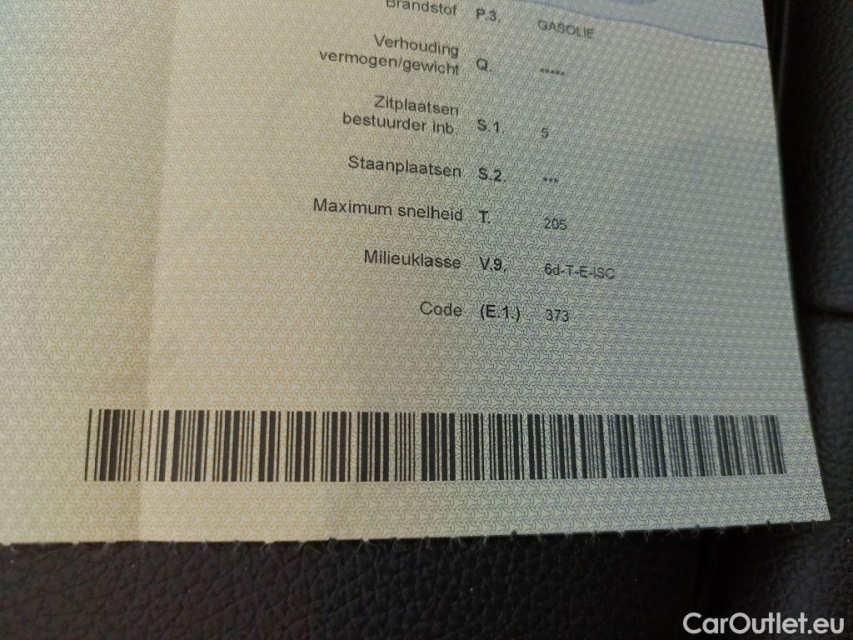 Brandstof P.3. GASOLIE
Verhouding
vermogen/gewicht Q. *****
Zitplaatsen
bestuurder inb. S.1. 5
Staanplaatsen S.2. ***
Maximum snelheid T. 205
Milieuklasse V.9. 6d-T-E-ISC
Code (E.1.) 373
CarOutlet.eu